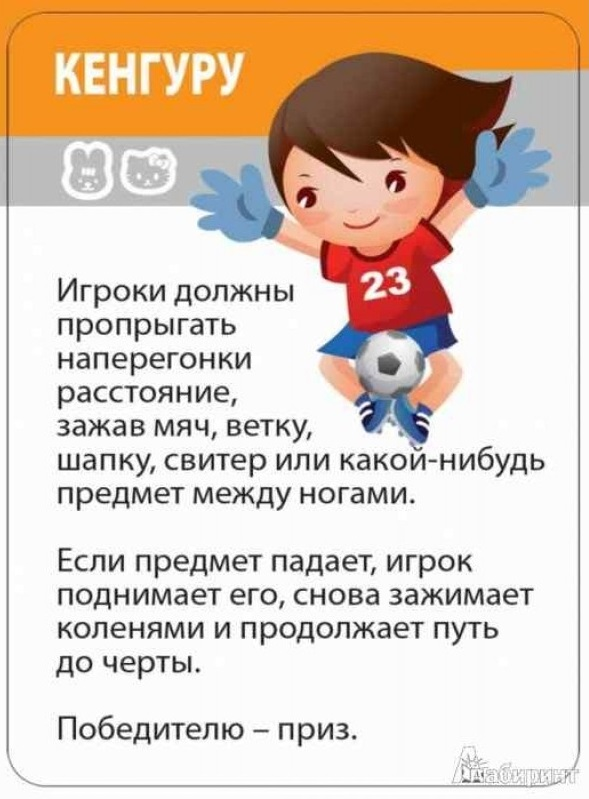 КЕНГУРУ
23
Игроки должны
пропрыгать
наперегонки
расстояние,
зажав мяч, ветку,
шапку, свитер или какой-нибудь
предмет между ногами.
Если предмет падает, игрок
поднимает его, снова зажимает
коленями и продолжает путь
до черты.
Победителю – приз.
Лабиринт